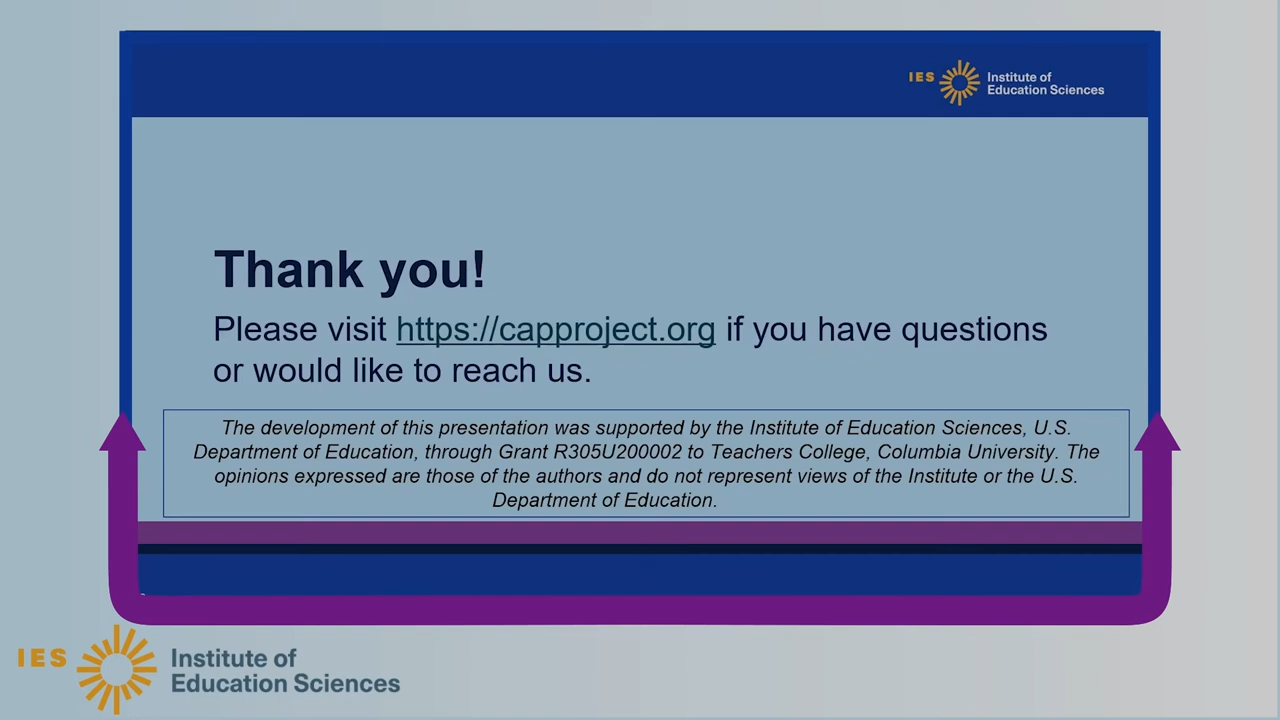 IES Institute of
Education Sciences
Thank you!
Please visit https://capproject.org if you have questions
or would like to reach us.
The development of this presentation was supported by the Institute of Education Sciences, U.S.
Department of Education, through Grant R305U200002 to Teachers College, Columbia University. The
opinions expressed are those of the authors and do not represent views of the Institute or the U.S.
Department of Education.
IES Institute of
Education Sciences